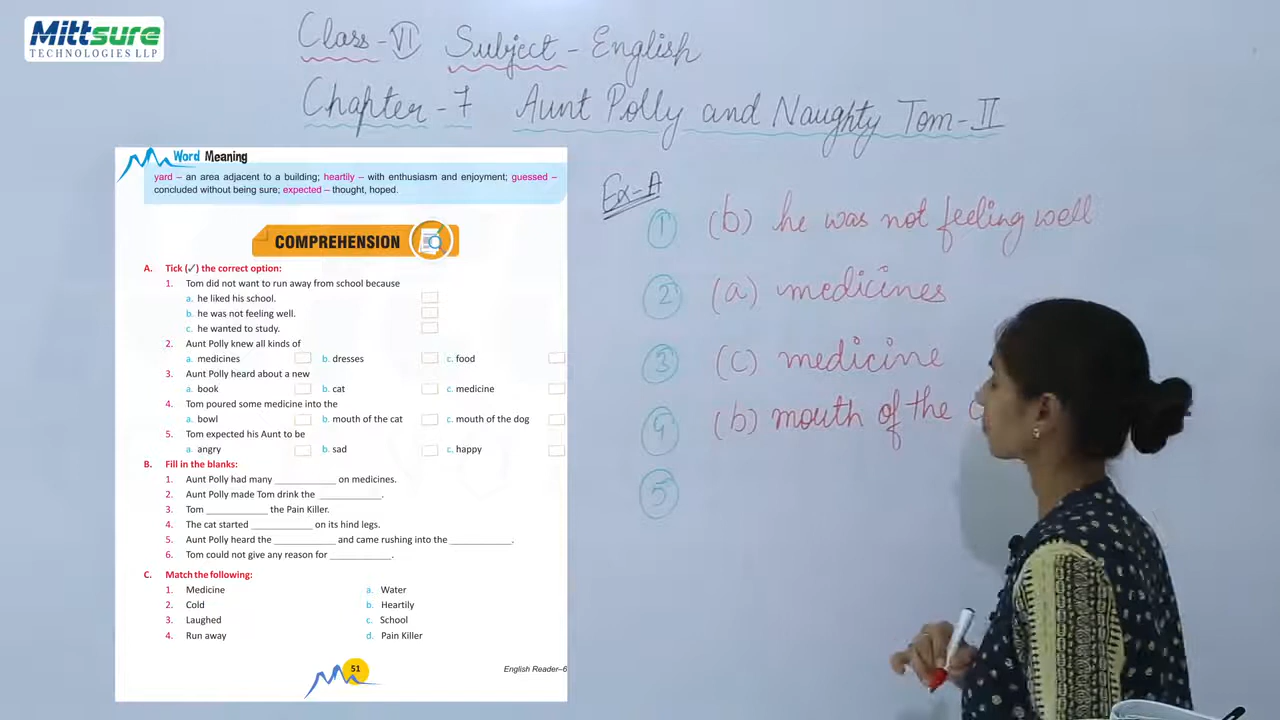 Mittsure
TECHNOLOGIES LLP
Class-VI Subject - English
Chapter-7 Aunt Polly and Naughty Tom-II
Word Meaning
yard – an area adjacent to a building; heartily – with enthusiasm and enjoyment; guessed –
concluded without being sure; expected – thought, hoped.
COMPREHENSION
A. Tick (✓) the correct option:
1. Tom did not want to run away from school because
a. he liked his school.
b. he was not feeling well.
c. he wanted to study.
2. Aunt Polly knew all kinds of
a. medicines b. dresses c. food
3. Aunt Polly heard about a new
a. book b. cat c. medicine
4. Tom poured some medicine into the
a. bowl b. mouth of the cat c. mouth of the dog
5. Tom expected his Aunt to be
a. angry b. sad c. happy
B. Fill in the blanks:
1. Aunt Polly had many ____________ on medicines.
2. Aunt Polly made Tom drink the ____________.
3. Tom ____________ the Pain Killer.
4. The cat started ____________ on its hind legs.
5. Aunt Polly heard the ____________ and came rushing into the ____________.
6. Tom could not give any reason for ____________.
C. Match the following:
1. Medicine a. Water
2. Cold b. Heartily
3. Laughed c. School
4. Run away d. Pain Killer
51
English Reader–6
Ex-A
1 (b) he was not feeling well
2 (a) medicines
3 (c) medicine
4 (b) mouth of the
5